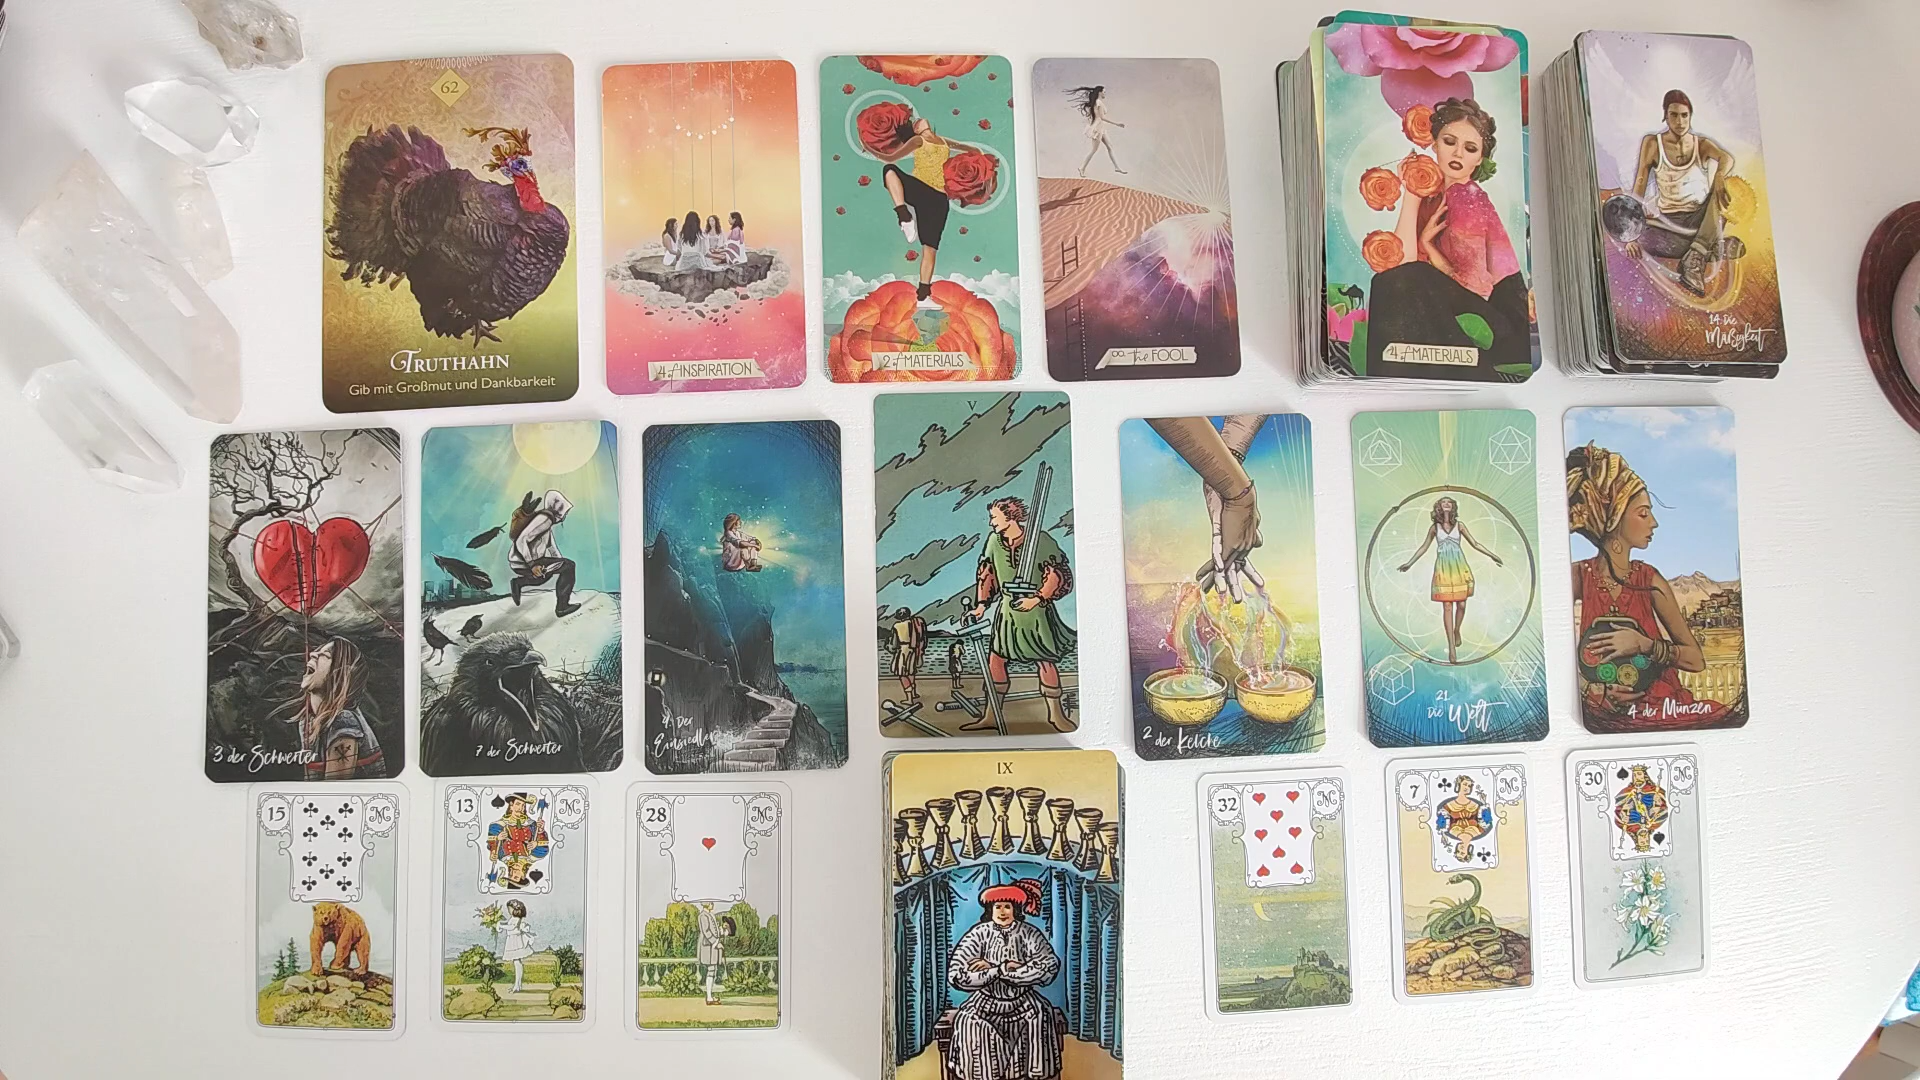 62
TRUTHAHN
Gib mit Großmut und Dankbarkeit
4 of INSPIRATION
2 of MATERIALS
00. the FOOL
4 of MATERIALS
14. Die
Mäßigkeit
3 der Schwerter
7 der Schwerter
9. Der
Einsiedler
V
2 der Kelche
21.
Die Welt
4 der Münzen
15
13
28
IX
32
7
30